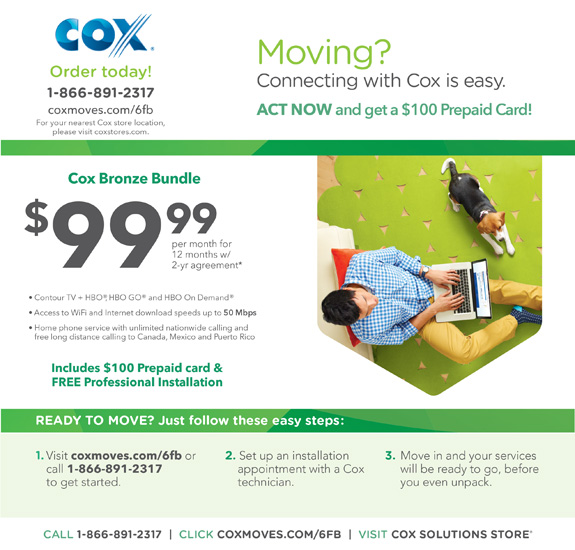 COX®
Order today!
1-866-891-2317
coxmoves.com/6fb
For your nearest Cox store location,
please visit coxstores.com.
Moving?
Connecting with Cox is easy.
ACT NOW and get a $100 Prepaid Card!
Cox Bronze Bundle
$99 99
per month for
12 months w/
2-yr agreement*
• Contour TV + HBO®, HBO GO® and HBO On Demand®
• Access to WiFi and Internet download speeds up to 50 Mbps
• Home phone service with unlimited nationwide calling and
free long distance calling to Canada, Mexico and Puerto Rico
Includes $100 Prepaid card &
FREE Professional Installation
READY TO MOVE? Just follow these easy steps:
1. Visit coxmoves.com/6fb or
call 1-866-891-2317
to get started.
2. Set up an installation
appointment with a Cox
technician.
3. Move in and your services
will be ready to go, before
you even unpack.
CALL 1-866-891-2317 | CLICK COXMOVES.COM/6FB | VISIT COX SOLUTIONS STORE